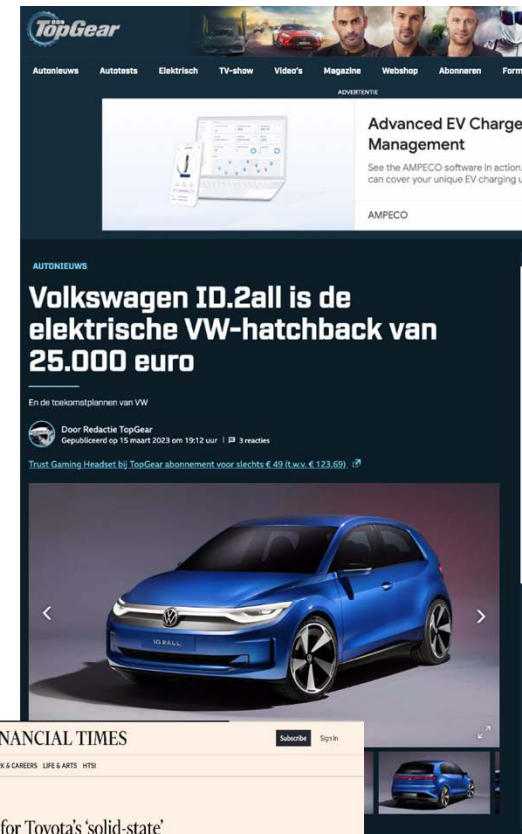 TopGear
Autonieuws Autotests Elektrisch TV-show Video's Magazine Webshop Abonneren Form
ADVERTENTIE
Advanced EV Charge
Management
See the AMPECO software in action.
can cover your unique EV charging
AMPECO
AUTONIEUWS
Volkswagen ID.2all is de
elektrische VW-hatchback van
25.000 euro
En de toekomstplannen van VW
Door Redactie TopGear
Gepubliceerd op 15 maart 2023 om 19:12 uur | 3 reacties
Trust Gaming Headset bij TopGear abonnement voor slechts € 49 (t.w.v. € 123,69)
ID.2ALL
NANCIAL TIMES
Subscribe Sign In
K & CAREERS LIFE & ARTS HTSI
for Toyota's 'solid-state'